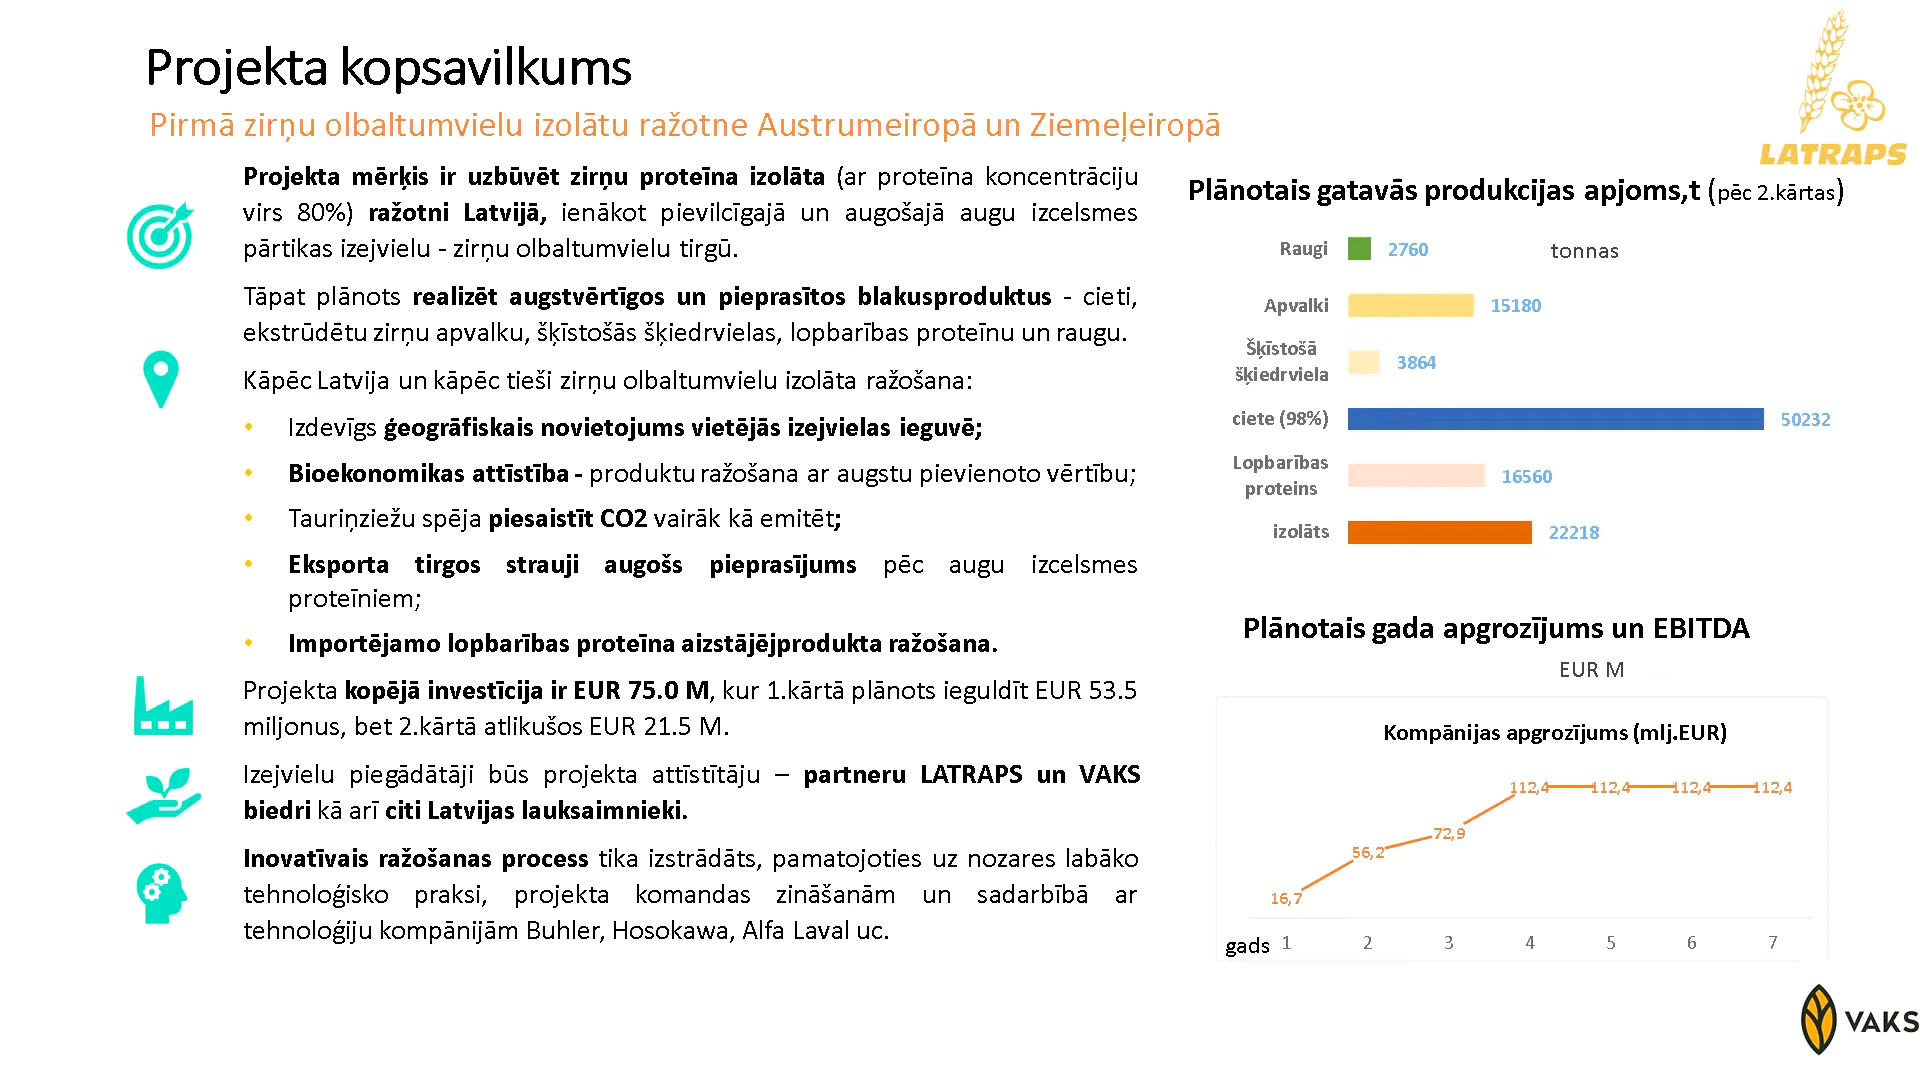 Projekta kopsavilkums
Pirmā zirņu olbaltumvielu izolātu ražotne Austrumeiropā un Ziemeļeiropā
LATRAPS
Projekta mērķis ir uzbūvēt zirņu proteīna izolāta (ar proteīna koncentrāciju
virs 80%) ražotni Latvijā, ienākot pievilcīgajā un augošajā augu izcelsmes
pārtikas izejvielu - zirņu olbaltumvielu tirgū.
Tāpat plānots realizēt augstvērtīgos un pieprasītos blakusproduktus - cieti,
ekstrūdētu zirņu apvalku, šķīstošās šķiedrvielas, lopbarības proteīnu un raugu.
Kāpēc Latvija un kāpēc tieši zirņu olbaltumvielu izolāta ražošana:
• Izdevīgs ģeogrāfiskais novietojums vietējās izejvielas ieguvē;
• Bioekonomikas attīstība - produktu ražošana ar augstu pievienoto vērtību;
• Tauriņziežu spēja piesaistīt CO2 vairāk kā emitēt;
• Eksporta tirgos strauji augošs pieprasījums pēc augu izcelsmes
proteīniem;
• Importējamo lopbarības proteīna aizstājējprodukta ražošana.
Projekta kopējā investīcija ir EUR 75.0 M, kur 1.kārtā plānots ieguldīt EUR 53.5
miljonus, bet 2.kārtā atlikušos EUR 21.5 M.
Izejvielu piegādātāji būs projekta attīstītāju – partneru LATRAPS un VAKS
biedri kā arī citi Latvijas lauksaimnieki.
Inovatīvais ražošanas process tika izstrādāts, pamatojoties uz nozares labāko
tehnoloģisko praksi, projekta komandas zināšanām un sadarbībā ar
tehnoloģiju kompānijām Buhler, Hosokawa, Alfa Laval uc.
Plānotais gatavās produkcijas apjoms,t (pēc 2.kārtas)
Raugi 2760 tonnas
Apvalki 15180
Šķīstošā
šķiedrviela 3864
ciete (98%) 50232
Lopbarības
proteins 16560
izolāts 22218
Plānotais gada apgrozījums un EBITDA
EUR M
Kompānijas apgrozījums (mlj.EUR)
16,7 56,2 72,9 112,4 112,4 112,4 112,4
gads 1 2 3 4 5 6 7
VAKS